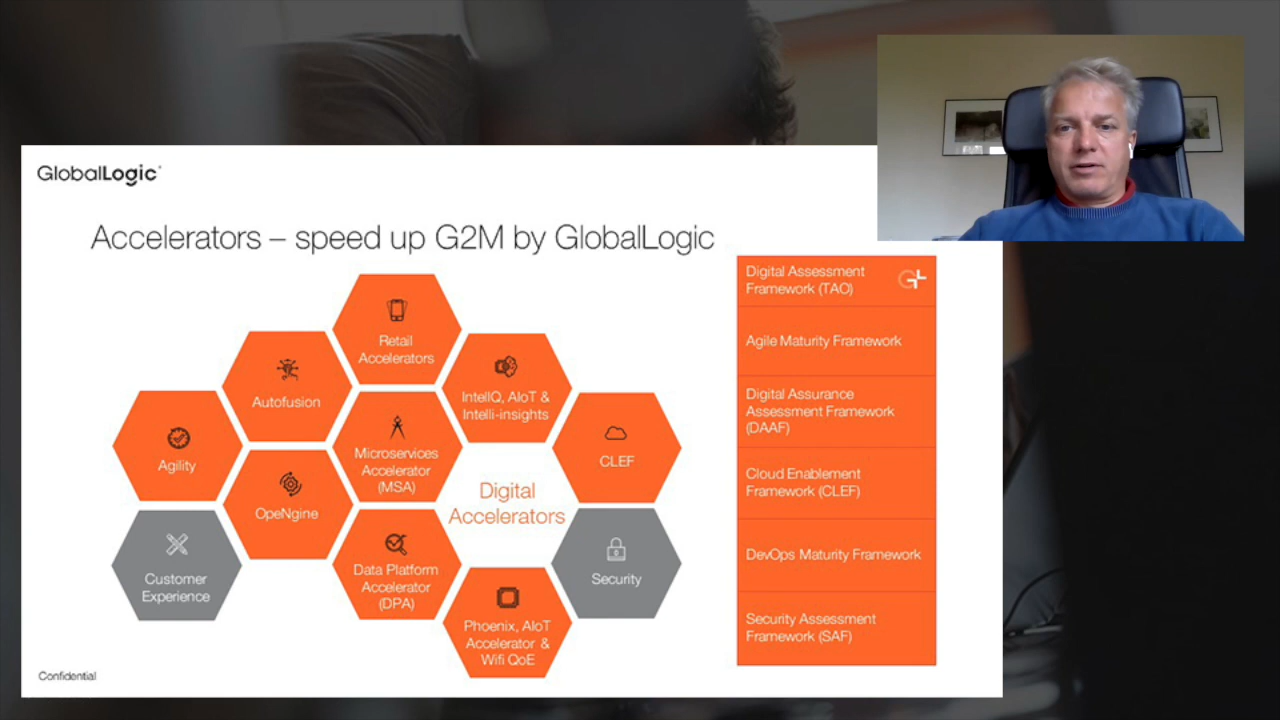 GlobalLogic
Accelerators – speed up G2M by GlobalLogic
Retail
Accelerators
Autofusion
IntelIQ, AIoT &
Intelli-insights
Agility
Microservices
Accelerator
(MSA)
CLEF
OpeNgine
Digital
Accelerators
Customer
Experience
Data Platform
Accelerator
(DPA)
Security
Phoenix, AIoT
Accelerator &
Wifi QoE
Digital Assessment
Framework (TAO)
Agile Maturity Framework
Digital Assurance
Assessment Framework
(DAAF)
Cloud Enablement
Framework (CLEF)
DevOps Maturity Framework
Security Assessment
Framework (SAF)
Confidential